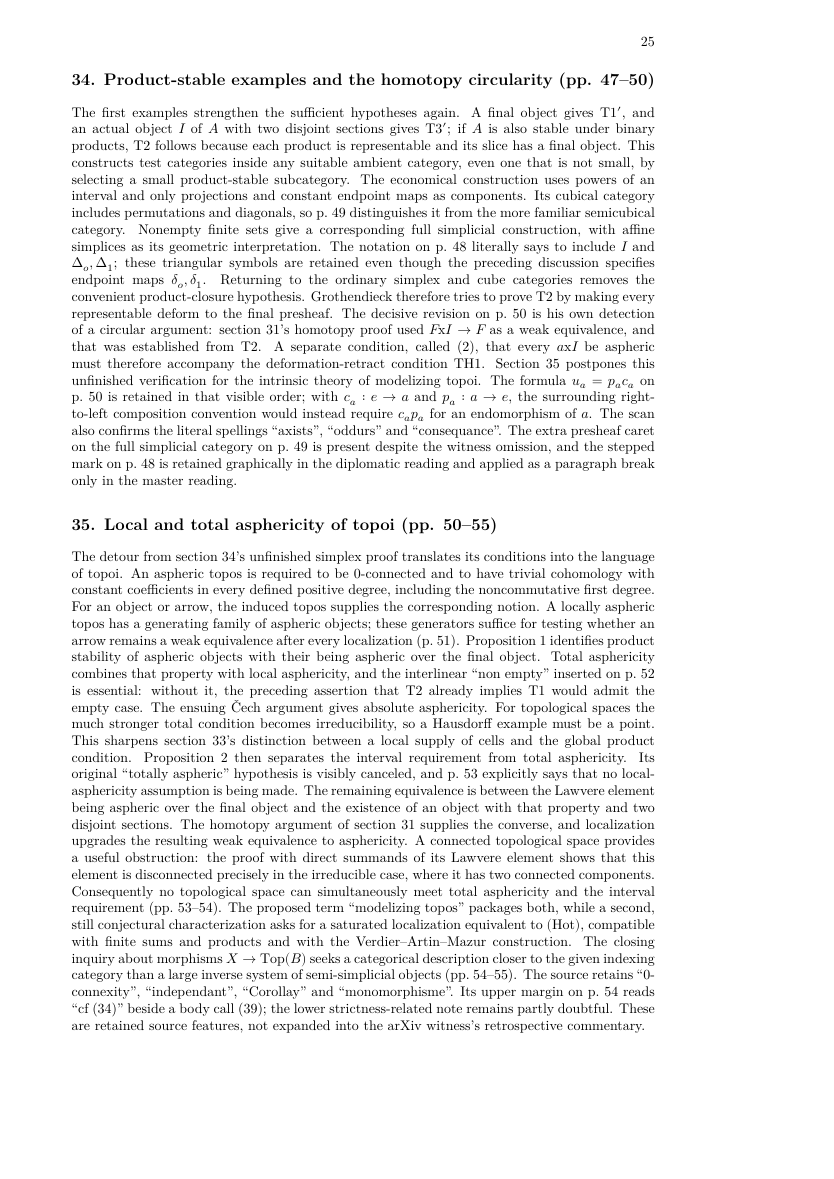 25
34. Product-stable examples and the homotopy circularity (pp. 47–50)
The first examples strengthen the sufficient hypotheses again. A final object gives T1′, and
an actual object I of A with two disjoint sections gives T3′; if A is also stable under binary
products, T2 follows because each product is representable and its slice has a final object. This
constructs test categories inside any suitable ambient category, even one that is not small, by
selecting a small product-stable subcategory. The economical construction uses powers of an
interval and only projections and constant endpoint maps as components. Its cubical category
includes permutations and diagonals, so p. 49 distinguishes it from the more familiar semicubical
category. Nonempty finite sets give a corresponding full simplicial construction, with affine
simplices as its geometric interpretation. The notation on p. 48 literally says to include I and
Δₒ, Δ₁; these triangular symbols are retained even though the preceding discussion specifies
endpoint maps δₒ, δ₁. Returning to the ordinary simplex and cube categories removes the
convenient product-closure hypothesis. Grothendieck therefore tries to prove T2 by making every
representable deform to the final presheaf. The decisive revision on p. 50 is his own detection
of a circular argument: section 31’s homotopy proof used FxI → F as a weak equivalence, and
that was established from T2. A separate condition, called (2), that every axI be aspheric
must therefore accompany the deformation-retract condition TH1. Section 35 postpones this
unfinished verification for the intrinsic theory of modelizing topoi. The formula uₐ = pₐcₐ on
p. 50 is retained in that visible order; with cₐ : e → a and pₐ : a → e, the surrounding right-
to-left composition convention would instead require cₐpₐ for an endomorphism of a. The scan
also confirms the literal spellings “axists”, “oddurs” and “consequance”. The extra presheaf caret
on the full simplicial category on p. 49 is present despite the witness omission, and the stepped
mark on p. 48 is retained graphically in the diplomatic reading and applied as a paragraph break
only in the master reading.
35. Local and total asphericity of topoi (pp. 50–55)
The detour from section 34’s unfinished simplex proof translates its conditions into the language
of topoi. An aspheric topos is required to be 0-connected and to have trivial cohomology with
constant coefficients in every defined positive degree, including the noncommutative first degree.
For an object or arrow, the induced topos supplies the corresponding notion. A locally aspheric
topos has a generating family of aspheric objects; these generators suffice for testing whether an
arrow remains a weak equivalence after every localization (p. 51). Proposition 1 identifies product
stability of aspheric objects with their being aspheric over the final object. Total asphericity
combines that property with local asphericity, and the interlinear “non empty” inserted on p. 52
is essential: without it, the preceding assertion that T2 already implies T1 would admit the
empty case. The ensuing Čech argument gives absolute asphericity. For topological spaces the
much stronger total condition becomes irreducibility, so a Hausdorff example must be a point.
This sharpens section 33’s distinction between a local supply of cells and the global product
condition. Proposition 2 then separates the interval requirement from total asphericity. Its
original “totally aspheric” hypothesis is visibly canceled, and p. 53 explicitly says that no local-
asphericity assumption is being made. The remaining equivalence is between the Lawvere element
being aspheric over the final object and the existence of an object with that property and two
disjoint sections. The homotopy argument of section 31 supplies the converse, and localization
upgrades the resulting weak equivalence to asphericity. A connected topological space provides
a useful obstruction: the proof with direct summands of its Lawvere element shows that this
element is disconnected precisely in the irreducible case, where it has two connected components.
Consequently no topological space can simultaneously meet total asphericity and the interval
requirement (pp. 53–54). The proposed term “modelizing topos” packages both, while a second,
still conjectural characterization asks for a saturated localization equivalent to (Hot), compatible
with finite sums and products and with the Verdier–Artin–Mazur construction. The closing
inquiry about morphisms X → Top(B) seeks a categorical description closer to the given indexing
category than a large inverse system of semi-simplicial objects (pp. 54–55). The source retains “0-
connexity”, “independant”, “Corollay” and “monomorphisme”. Its upper margin on p. 54 reads
“cf (34)” beside a body call (39); the lower strictness-related note remains partly doubtful. These
are retained source features, not expanded into the arXiv witness’s retrospective commentary.